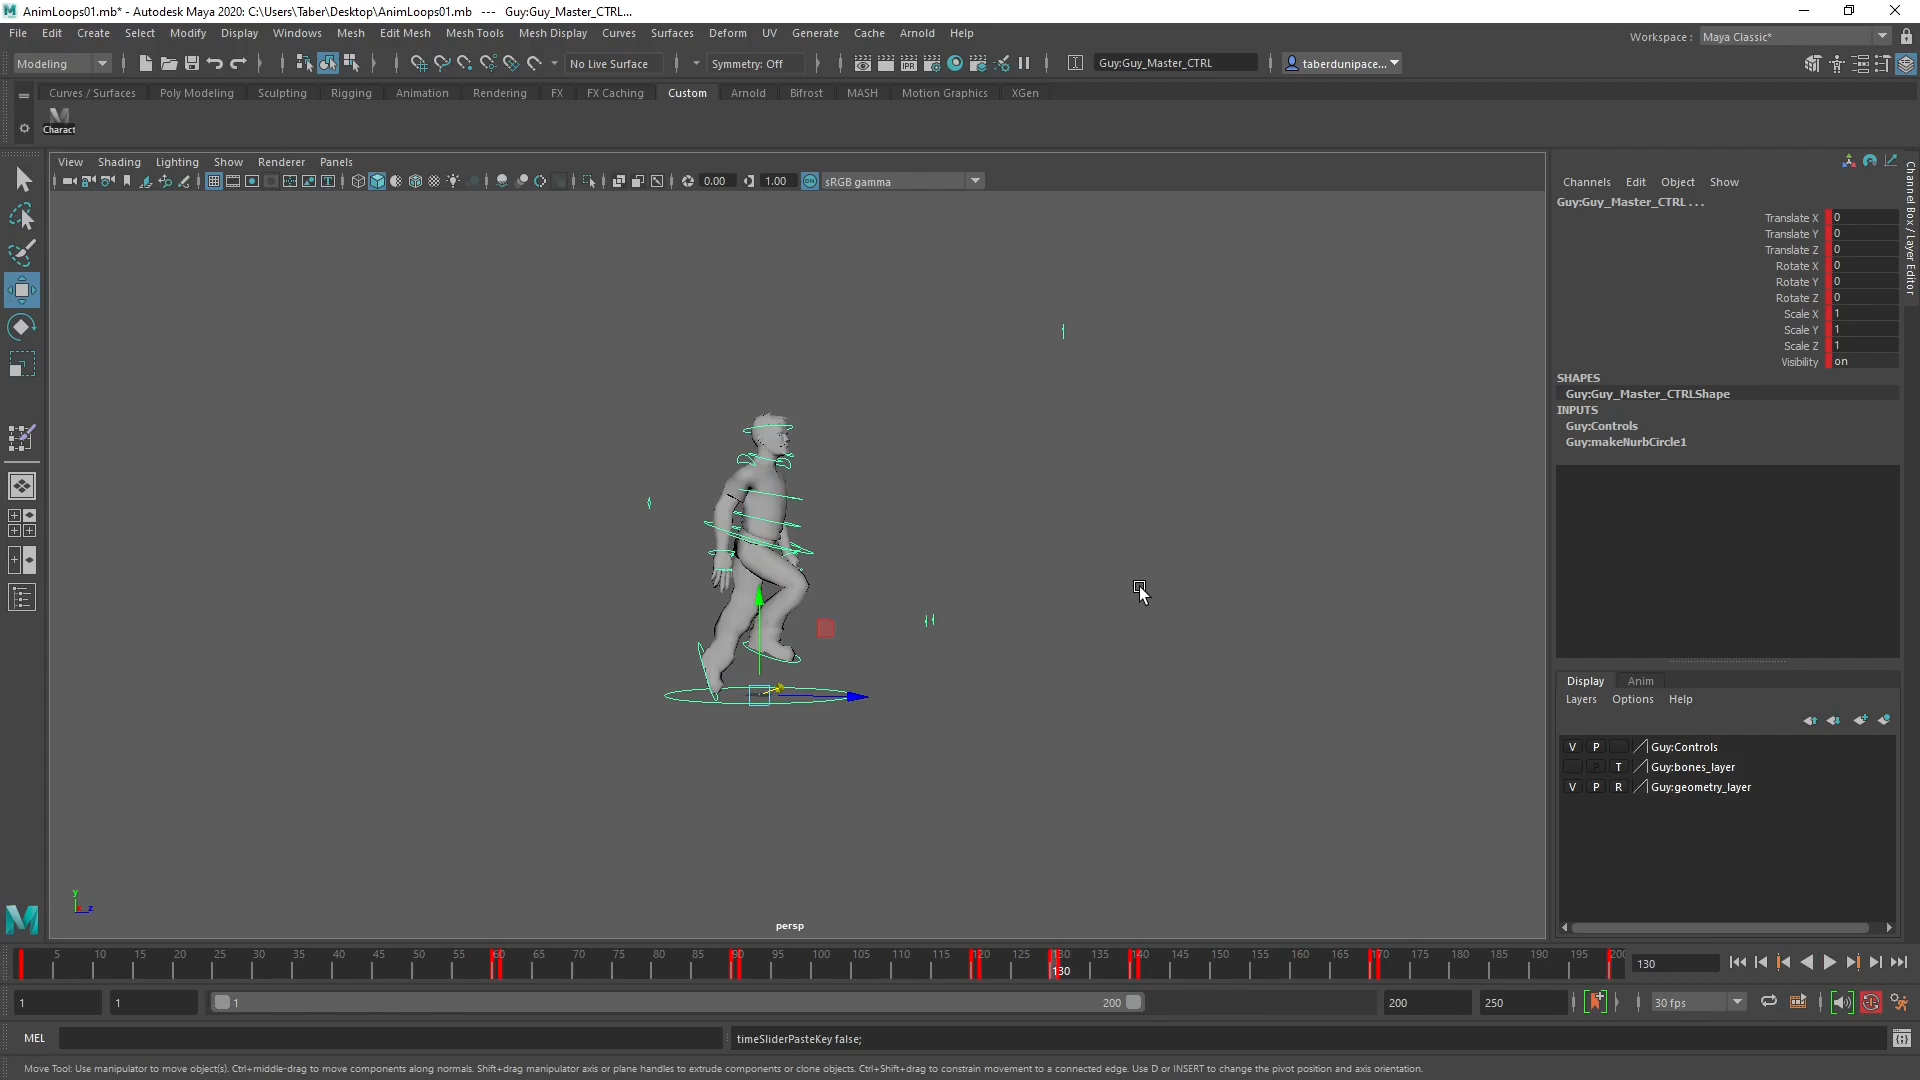 AnimLoops01.mb* - Autodesk Maya 2020: C:\Users\Taber\Desktop\AnimLoops01.mb --- Guy:Guy_Master_CTRL...
File Edit Create Select Modify Display Windows Mesh Edit Mesh Mesh Tools Mesh Display Curves Surfaces Deform UV Generate Cache Arnold Help
Workspace : Maya Classic*
Modeling No Live Surface Symmetry: Off IPR Guy:Guy_Master_CTRL taberdunipace...
Curves / Surfaces Poly Modeling Sculpting Rigging Animation Rendering FX FX Caching Custom Arnold Bifrost MASH Motion Graphics XGen
Charact
View Shading Lighting Show Renderer Panels
0.00 1.00 ON sRGB gamma
Channels Edit Object Show
Guy:Guy_Master_CTRL . . .
Translate X 0
Translate Y 0
Translate Z 0
Rotate X 0
Rotate Y 0
Rotate Z 0
Scale X 1
Scale Y 1
Scale Z 1
Visibility on
SHAPES
Guy:Guy_Master_CTRLShape
INPUTS
Guy:Controls
Guy:makeNurbCircle1
Channel Box / Layer Editor
Display Anim
Layers Options Help
V P Guy:Controls
P T Guy:bones_layer
V P R Guy:geometry_layer
y
z
persp
5 10 15 20 25 30 35 40 45 50 55 60 65 70 75 80 85 90 95 100 105 110 115 120 125 130 135 140 145 150 155 160 165 170 175 180 185 190 195 200
130
130
1 1 1 200 200 250 30 fps
MEL timeSliderPasteKey false;
Move Tool: Use manipulator to move object(s). Ctrl+middle-drag to move components along normals. Shift+drag manipulator axis or plane handles to extrude components or clone objects. Ctrl+Shift+drag to constrain movement to a connected edge. Use D or INSERT to change the pivot position and axis orientation.